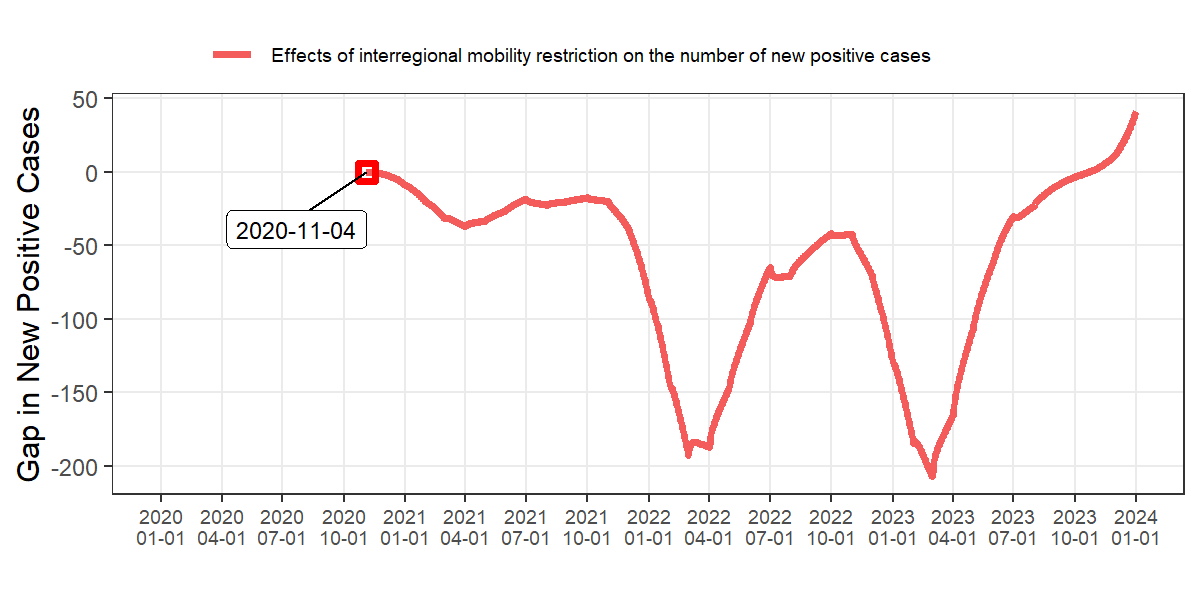 Effects of interregional mobility restriction on the number of new positive cases
Gap in New Positive Cases
50
0
-50
-100
-150
-200
2020-11-04
2020 2020 2020 2020 2021 2021 2021 2021 2022 2022 2022 2022 2023 2023 2023 2023 2024
01-01 04-01 07-01 10-01 01-01 04-01 07-01 10-01 01-01 04-01 07-01 10-01 01-01 04-01 07-01 10-01 01-01